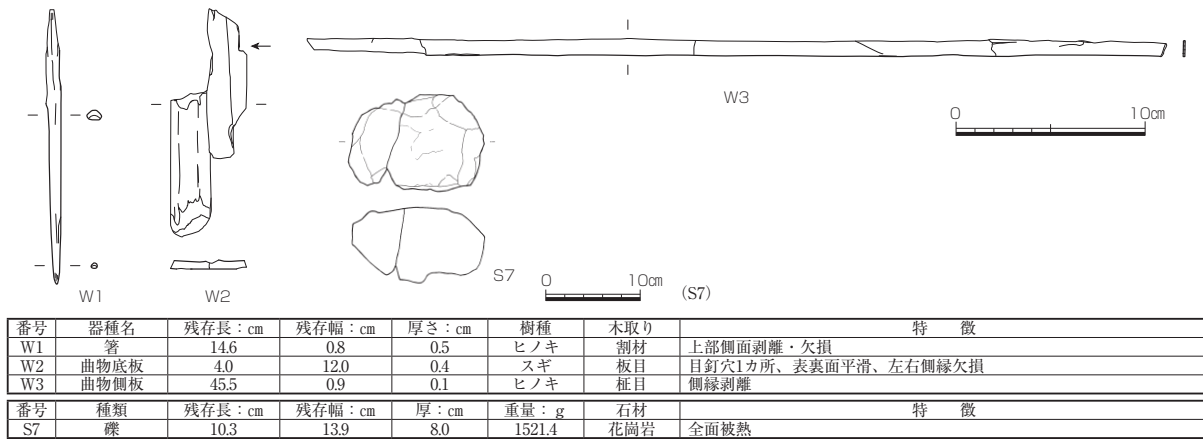 W3
0 10cm
W1
W2
S7
0 10cm (S7)
番号 器種名 残存長：cm 残存幅：cm 厚さ：cm 樹種 木取り 特　徴
W1 箸 14.6 0.8 0.5 ヒノキ 割材 上部側面剥離・欠損
W2 曲物底板 4.0 12.0 0.4 スギ 板目 目釘穴1カ所、表裏面平滑、左右側縁欠損
W3 曲物側板 45.5 0.9 0.1 ヒノキ 柾目 側縁剥離
番号 種類 残存長：cm 残存幅：cm 厚：cm 重量：g 石材 特　徴
S7 礫 10.3 13.9 8.0 1521.4 花崗岩 全面被熱